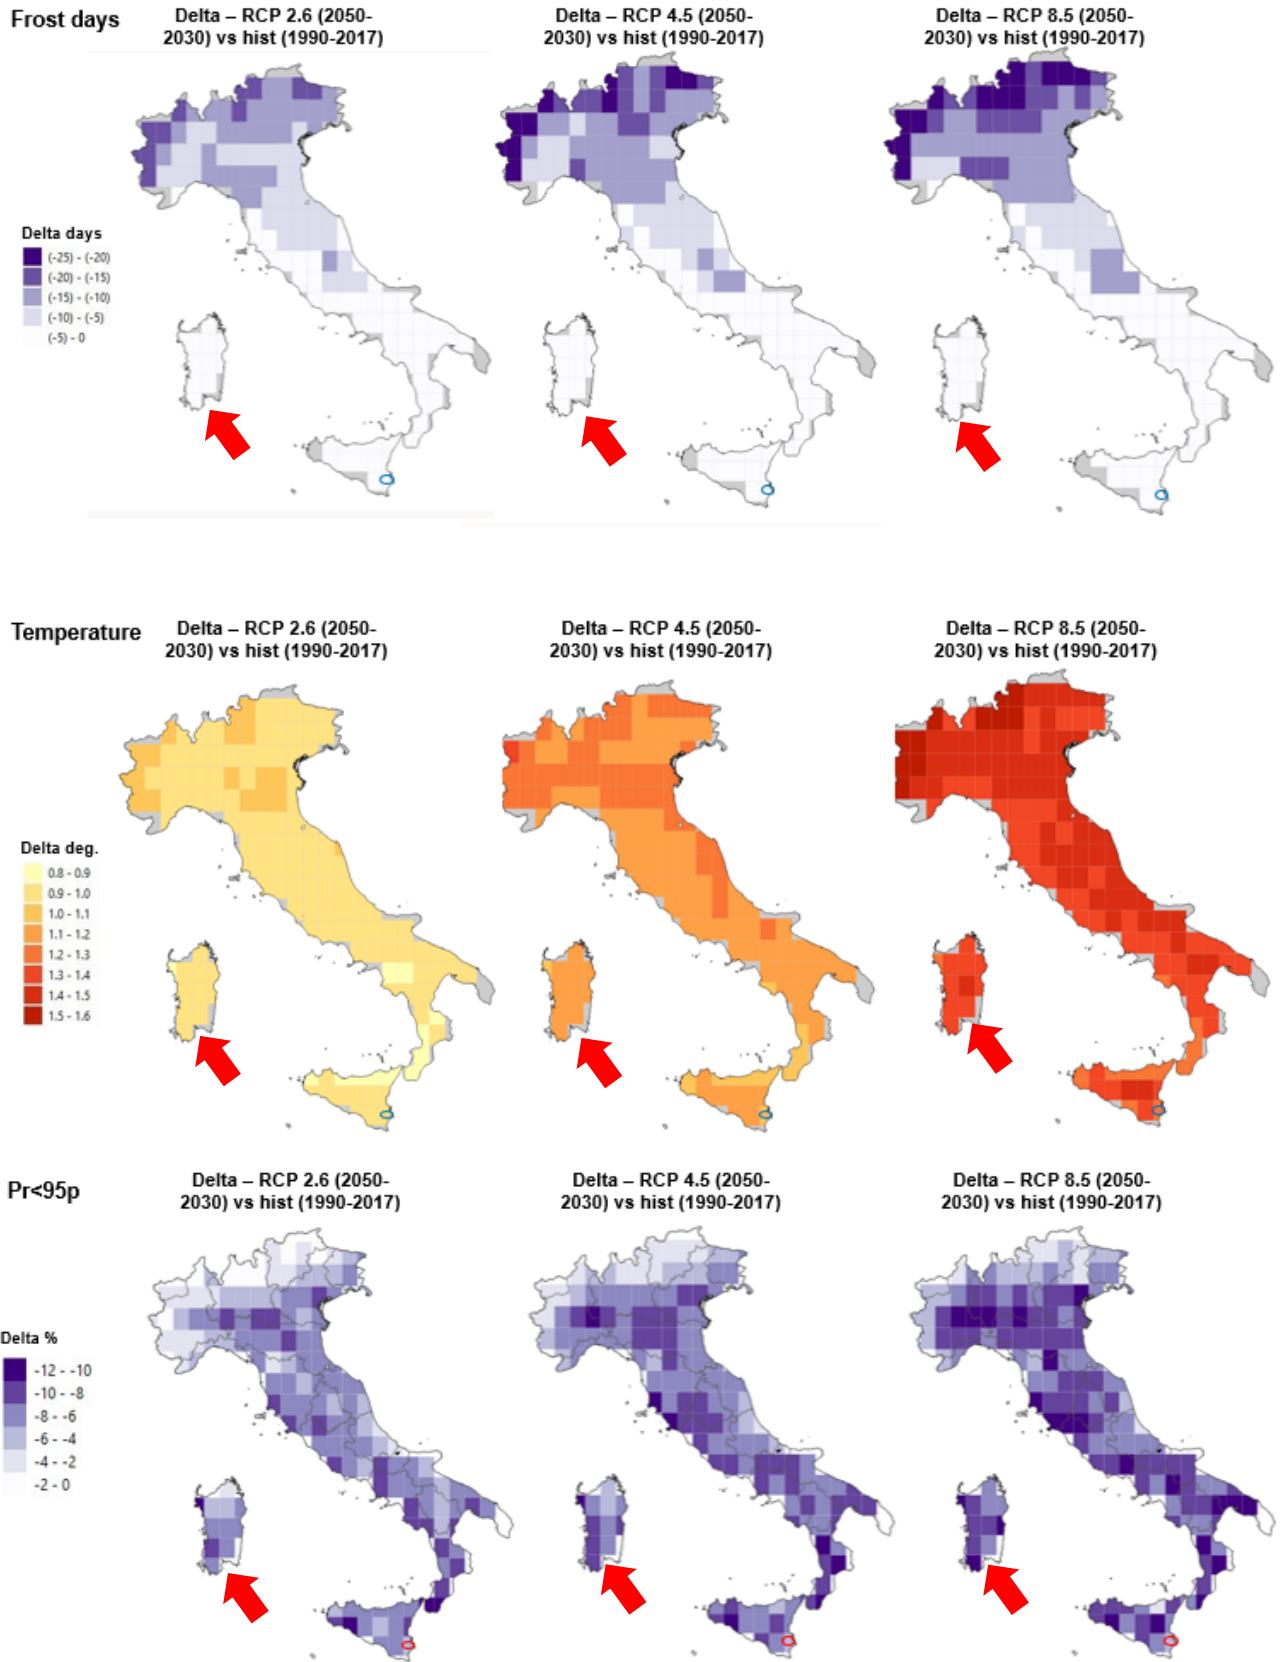 Frost days
Delta – RCP 2.6 (2050-
2030) vs hist (1990-2017)
Delta – RCP 4.5 (2050-
2030) vs hist (1990-2017)
Delta – RCP 8.5 (2050-
2030) vs hist (1990-2017)
Delta days
(-25) - (-20)
(-20) - (-15)
(-15) - (-10)
(-10) - (-5)
(-5) - 0
Temperature
Delta – RCP 2.6 (2050-
2030) vs hist (1990-2017)
Delta – RCP 4.5 (2050-
2030) vs hist (1990-2017)
Delta – RCP 8.5 (2050-
2030) vs hist (1990-2017)
Delta deg.
0.8 - 0.9
0.9 - 1.0
1.0 - 1.1
1.1 - 1.2
1.2 - 1.3
1.3 - 1.4
1.4 - 1.5
1.5 - 1.6
Pr<95p
Delta – RCP 2.6 (2050-
2030) vs hist (1990-2017)
Delta – RCP 4.5 (2050-
2030) vs hist (1990-2017)
Delta – RCP 8.5 (2050-
2030) vs hist (1990-2017)
Delta %
-12 - -10
-10 - -8
-8 - -6
-6 - -4
-4 - -2
-2 - 0